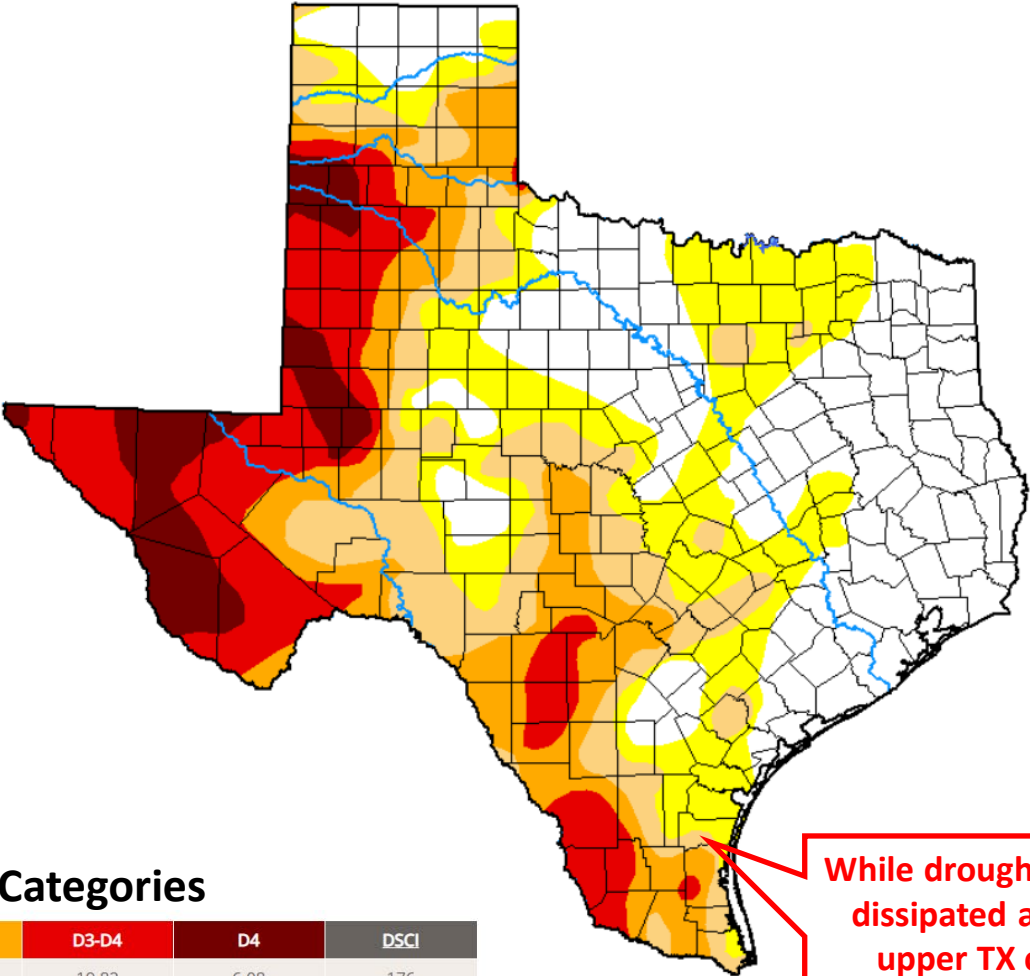 Categories
D3-D4 D4 DSCI
While drough
dissipated a
upper TX